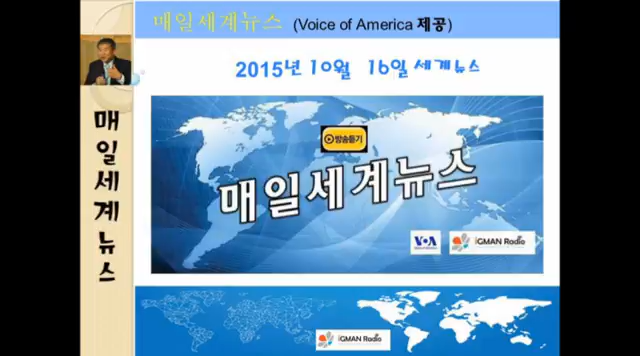 매일세계뉴스 (Voice of America 제공)
2015년 10월 16일 세계뉴스
매일세계뉴스
방송듣기
매일세계뉴스
VOA
iGMAN Radio
iGMAN Radio